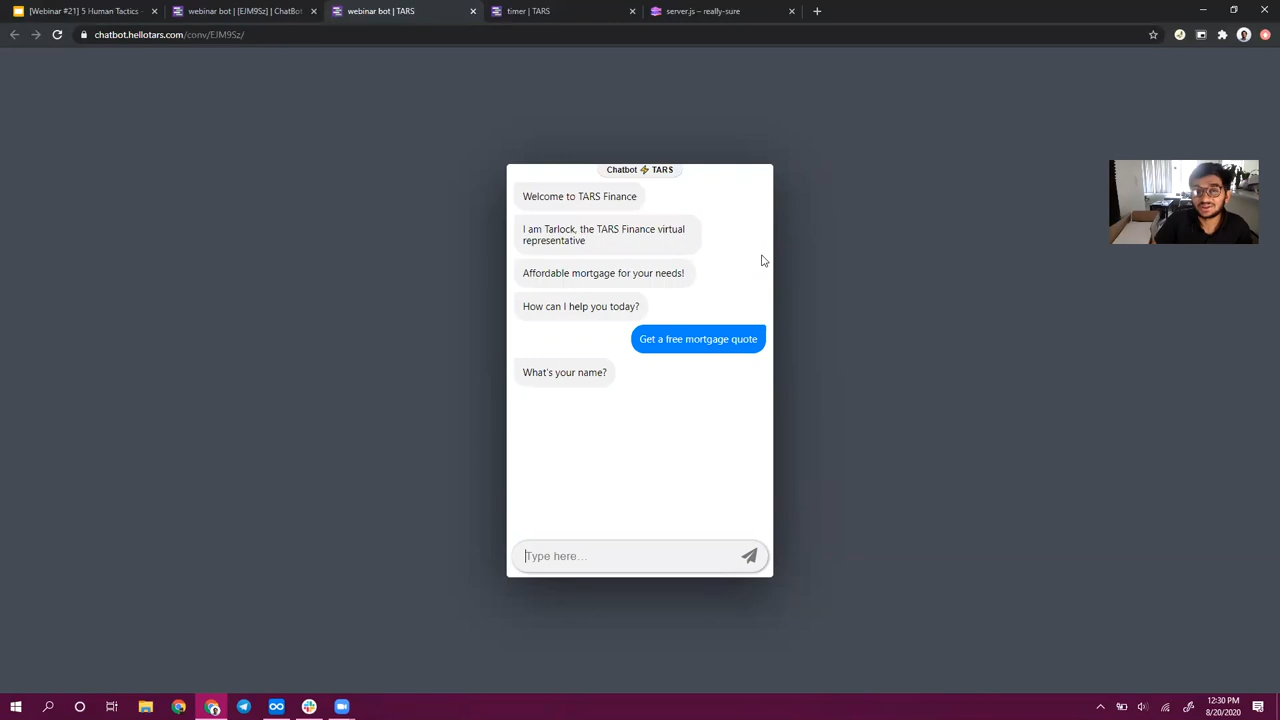 [Webinar #21] 5 Human Tactics -
webinar bot | [EJM9Sz] | ChatBot
webinar bot | TARS
timer | TARS
server.js – really-sure
chatbot.hellotars.com/conv/EJM9Sz/
Chatbot ⚡ TARS
Welcome to TARS Finance
I am Tarlock, the TARS Finance virtual
representative
Affordable mortgage for your needs!
How can I help you today?
Get a free mortgage quote
What's your name?
Type here...
12:30 PM
8/20/2020